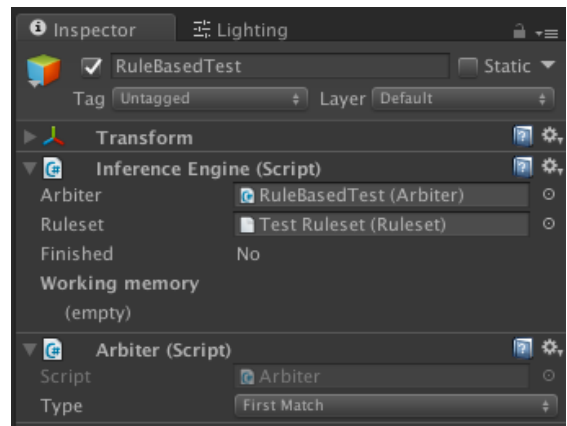 Inspector Lighting
RuleBasedTest Static
Tag Untagged Layer Default
Transform
Inference Engine (Script)
Arbiter RuleBasedTest (Arbiter)
Ruleset Test Ruleset (Ruleset)
Finished No
Working memory
(empty)
Arbiter (Script)
Script Arbiter
Type First Match